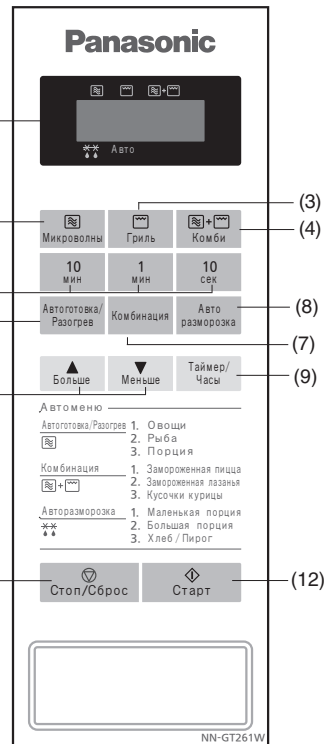 Panasonic
Авто
(3)
Микроволны Гриль Комби (4)
10 1 10
мин мин сек
Автоготовка/ Комбинация Авто (8)
Разогрев разморозка
(7)
Больше Меньше Таймер/
Часы (9)
Автоменю
Автоготовка/Разогрев 1. Овощи
2. Рыба
3. Порция
Комбинация 1. Замороженная пицца
2. Замороженная лазанья
3. Кусочки курицы
Авторазморозка 1. Маленькая порция
2. Большая порция
3. Хлеб/Пирог
Стоп/Сброс Старт (12)
NN-GT261W